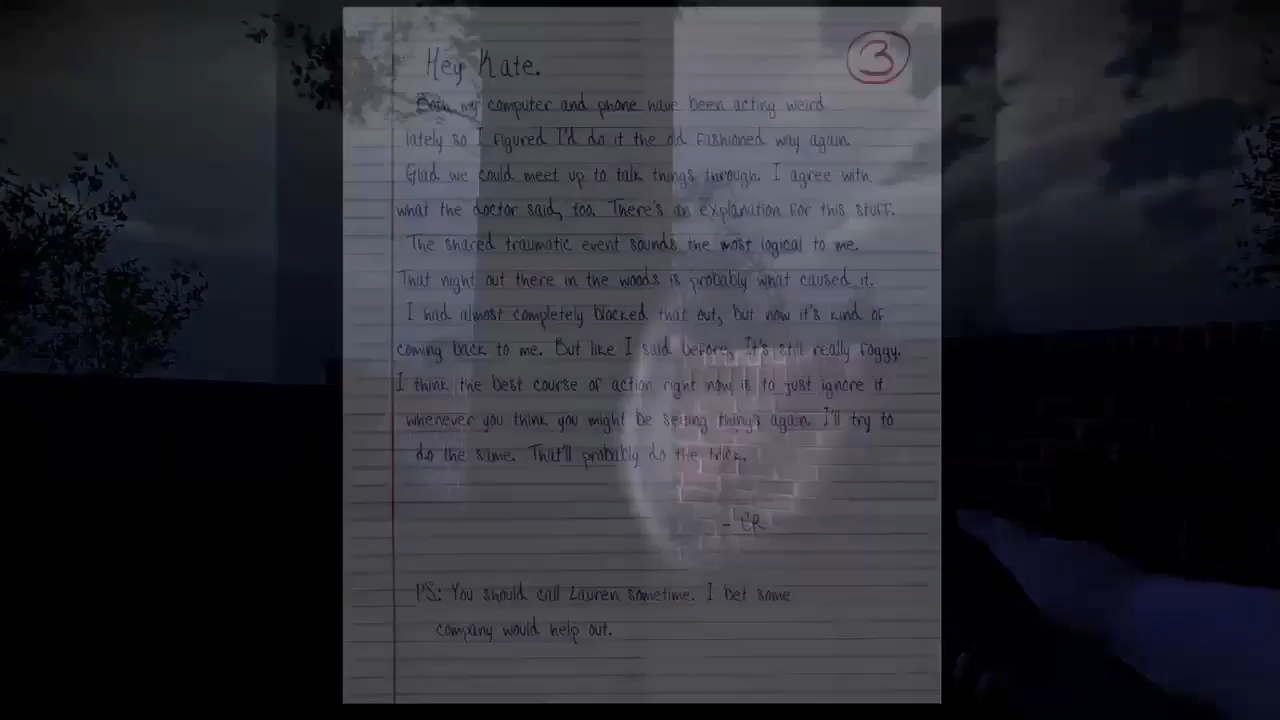 3
Hey Kate.
Both my computer and phone have been acting weird
lately so I figured I'd do it the old fashioned way again.
Glad we could meet up to talk things through. I agree with
what the doctor said, too. There's an explanation for this stuff.
The shared traumatic event sounds the most logical to me.
That night out there in the woods is probably what caused it.
I had almost completely blocked that out, but now it's kind of
coming back to me. But like I said before, It's still really foggy.
I think the best course of action right now is to just ignore it
whenever you think you might be seeing things again. I'll try to
do the same. That'll probably do the trick.
- CR
PS: You should call Lauren sometime. I bet some
company would help out.